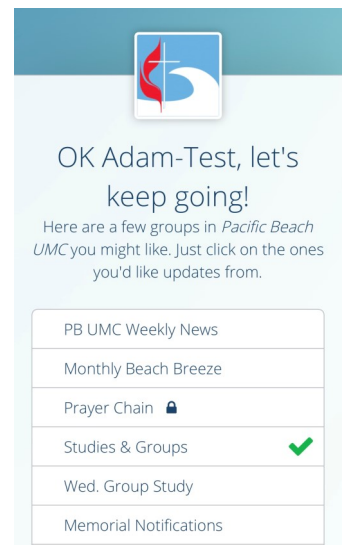 OK Adam-Test, let's
keep going!
Here are a few groups in Pacific Beach
UMC you might like. Just click on the ones
you'd like updates from.
PB UMC Weekly News
Monthly Beach Breeze
Prayer Chain
Studies & Groups
Wed. Group Study
Memorial Notifications